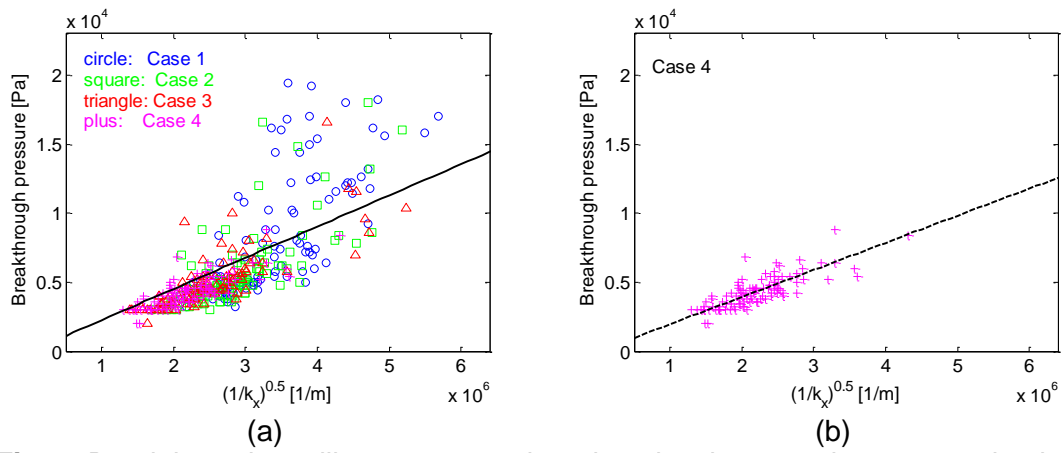 x 10^4
Breakthrough pressure [Pa]
2
1.5
1
0.5
0
circle: Case 1
square: Case 2
triangle: Case 3
plus: Case 4
1 2 3 4 5 6
(1/k_x)^0.5 [1/m]
x 10^6
(a)
x 10^4
Breakthrough pressure [Pa]
2
1.5
1
0.5
0
Case 4
1 2 3 4 5 6
(1/k_x)^0.5 [1/m]
x 10^6
(b)